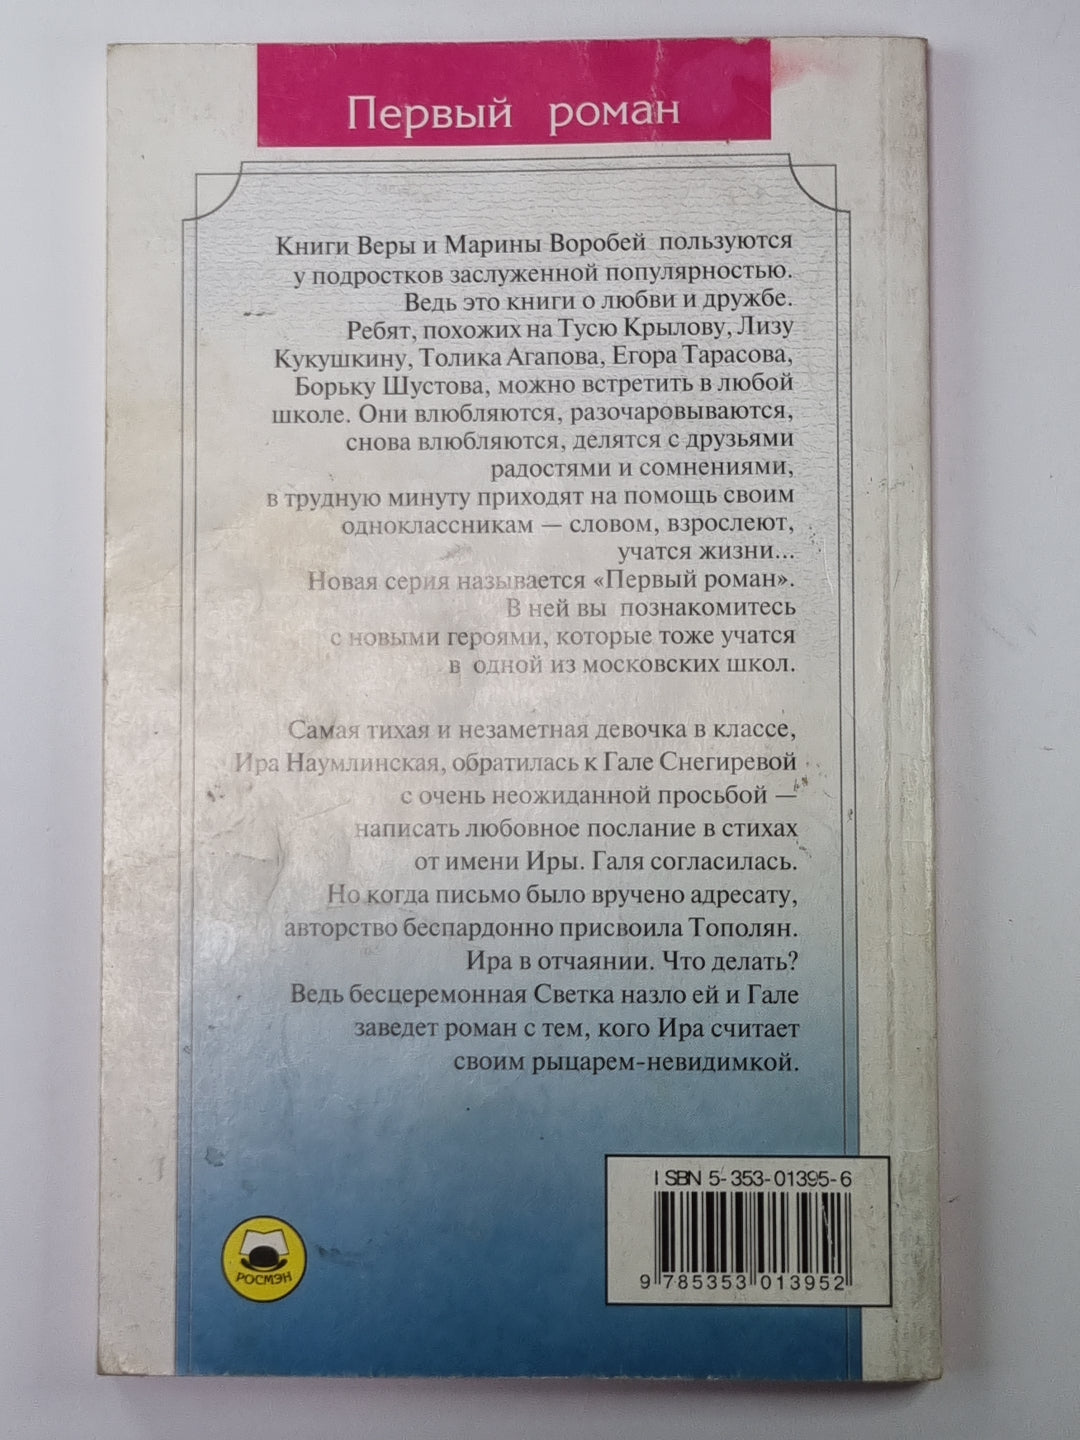 Первый роман
Книги Веры и Марины Воробей пользуются
у подростков заслуженной популярностью.
Ведь это книги о любви и дружбе.
Ребят, похожих на Тусю Крылову, Лизу
Кукушкину, Толика Агапова, Егора Тарасова,
Борьку Шустова, можно встретить в любой
школе. Они влюбляются, разочаровываются,
снова влюбляются, делятся с друзьями
радостями и сомнениями,
в трудную минуту приходят на помощь своим
одноклассникам — словом, взрослеют,
учатся жизни...
Новая серия называется «Первый роман».
В ней вы познакомитесь
с новыми героями, которые тоже учатся
в одной из московских школ.
Самая тихая и незаметная девочка в классе,
Ира Наумлинская, обратилась к Гале Снегиревой
с очень неожиданной просьбой —
написать любовное послание в стихах
от имени Иры. Галя согласилась.
Но когда письмо было вручено адресату,
авторство беспардонно присвоила Тополян.
Ира в отчаянии. Что делать?
Ведь бесцеремонная Светка назло ей и Гале
заведет роман с тем, кого Ира считает
своим рыцарем-невидимкой.
ISBN 5-353-01395-6
9 785353 013952
РОСМЭН